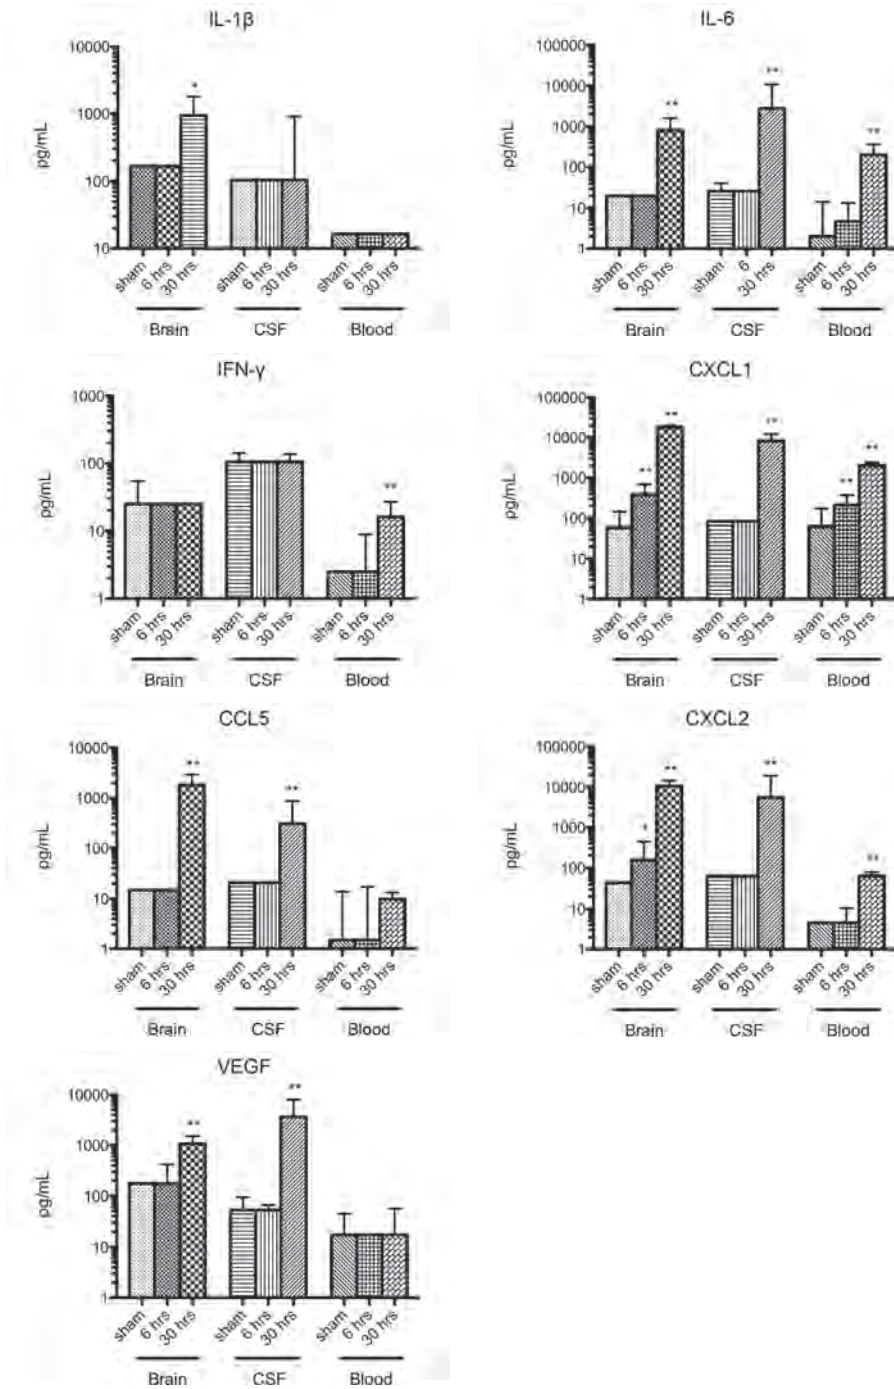 IL-1β
10000
1000
100
10
pg/mL
*
sham
6 hrs
30 hrs
sham
6 hrs
30 hrs
sham
6 hrs
30 hrs
Brain
CSF
Blood
IL-6
100000
10000
1000
100
10
1
pg/mL
**
**
**
sham
6 hrs
30 hrs
sham
6
30 hrs
sham
6 hrs
30 hrs
Brain
CSF
Blood
IFN-γ
1000
100
10
1
pg/mL
**
sham
6 hrs
30 hrs
sham
6 hrs
30 hrs
sham
6 hrs
30 hrs
Brain
CSF
Blood
CXCL1
100000
10000
1000
100
10
1
pg/mL
**
**
**
**
**
sham
6 hrs
30 hrs
sham
6 hrs
30 hrs
sham
6 hrs
30 hrs
Brain
CSF
Blood
CCL5
10000
1000
100
10
1
pg/mL
**
**
sham
6 hrs
30 hrs
sham
6 hrs
30 hrs
sham
6 hrs
30 hrs
Brain
CSF
Blood
CXCL2
100000
10000
1000
100
10
1
pg/mL
*
**
**
**
sham
6 hrs
30 hrs
sham
6 hrs
30 hrs
sham
6 hrs
30 hrs
Brain
CSF
Blood
VEGF
10000
1000
100
10
1
pg/mL
**
**
sham
6 hrs
30 hrs
sham
6 hrs
30 hrs
sham
6 hrs
30 hrs
Brain
CSF
Blood